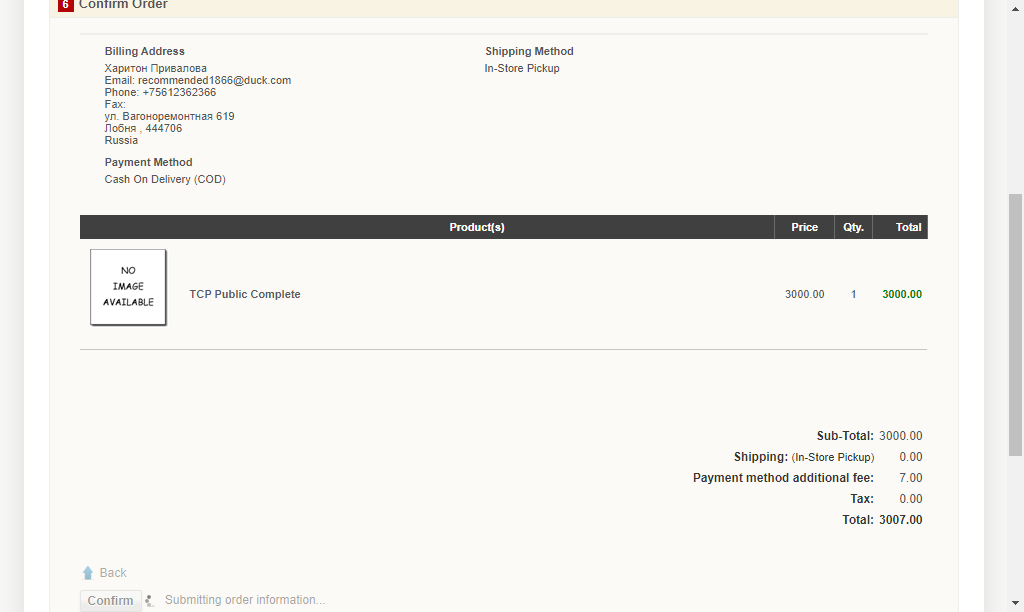 6 Confirm Order
Billing Address
Харитон Привалова
Email: recommended1866@duck.com
Phone: +75612362366
Fax:
ул. Вагоноремонтная 619
Лобня , 444706
Russia
Shipping Method
In-Store Pickup
Payment Method
Cash On Delivery (COD)
Product(s) Price Qty. Total
NO
IMAGE
AVAILABLE
TCP Public Complete 3000.00 1 3000.00
Sub-Total: 3000.00
Shipping: (In-Store Pickup) 0.00
Payment method additional fee: 7.00
Tax: 0.00
Total: 3007.00
Back
Confirm Submitting order information...